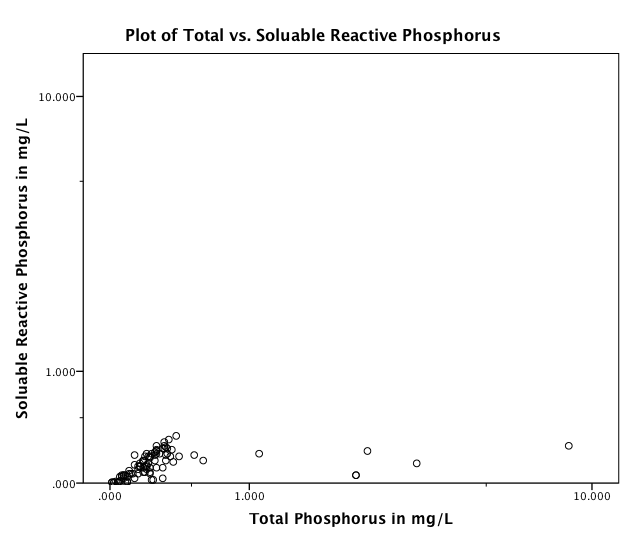 Plot of Total vs. Soluable Reactive Phosphorus
Soluable Reactive Phosphorus in mg/L
10.000
1.000
.000
.000
1.000
10.000
Total Phosphorus in mg/L